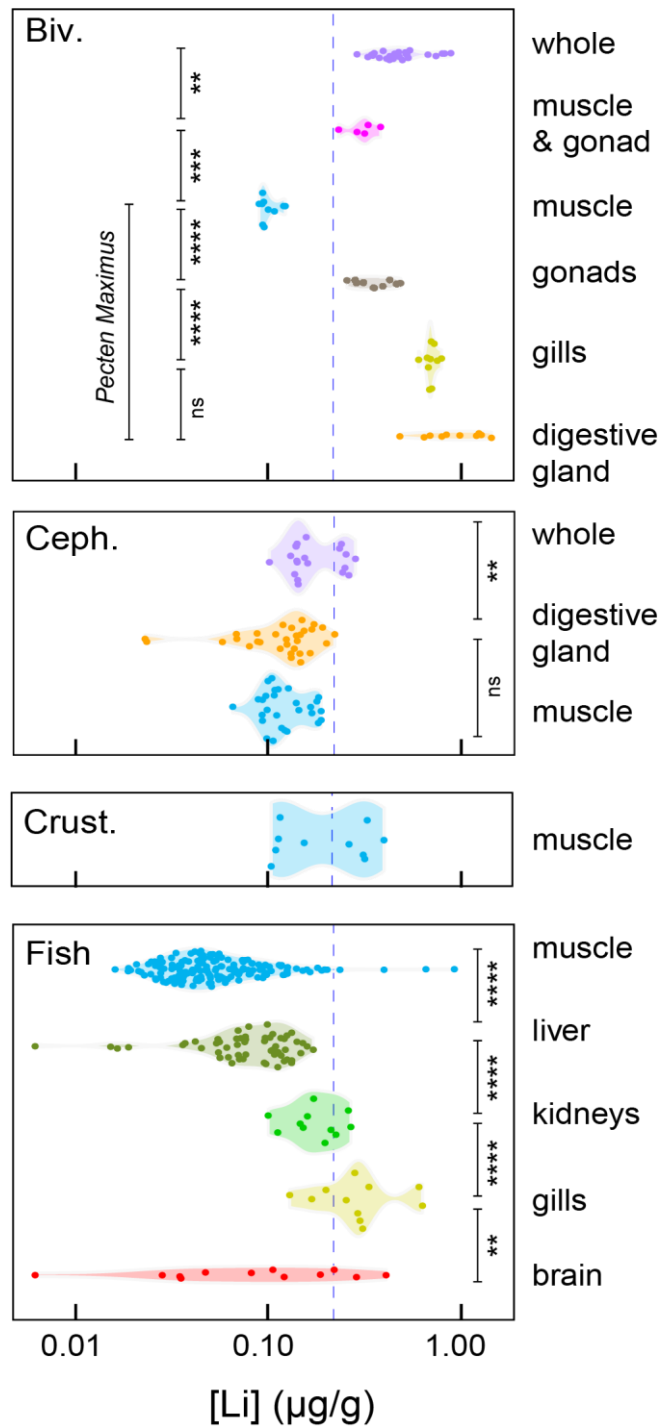 Biv.
whole
**
muscle
& gonad
***
muscle
****
Pecten Maximus
gonads
****
gills
ns
digestive
gland
Ceph.
whole
**
digestive
gland
ns
muscle
Crust.
muscle
Fish
muscle
****
liver
****
kidneys
****
gills
**
brain
0.01 0.10 1.00
[Li] (µg/g)